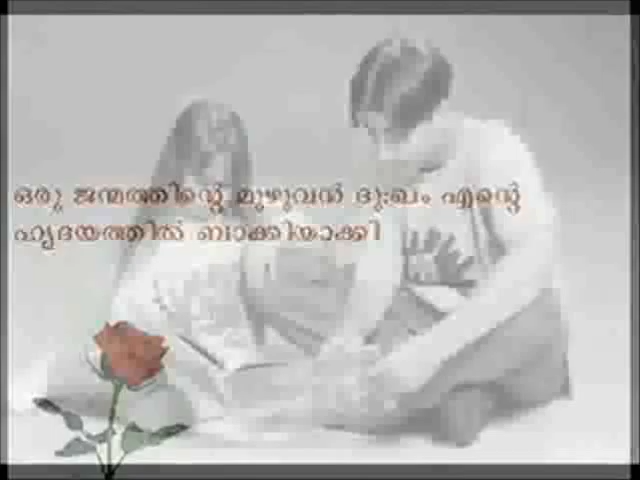 ഒരു ജന്മത്തിന്റെ മുഴുവൻ ദുഃഖം എന്റെ
ഹൃദയത്തിൽ ബാക്കിയാക്കി